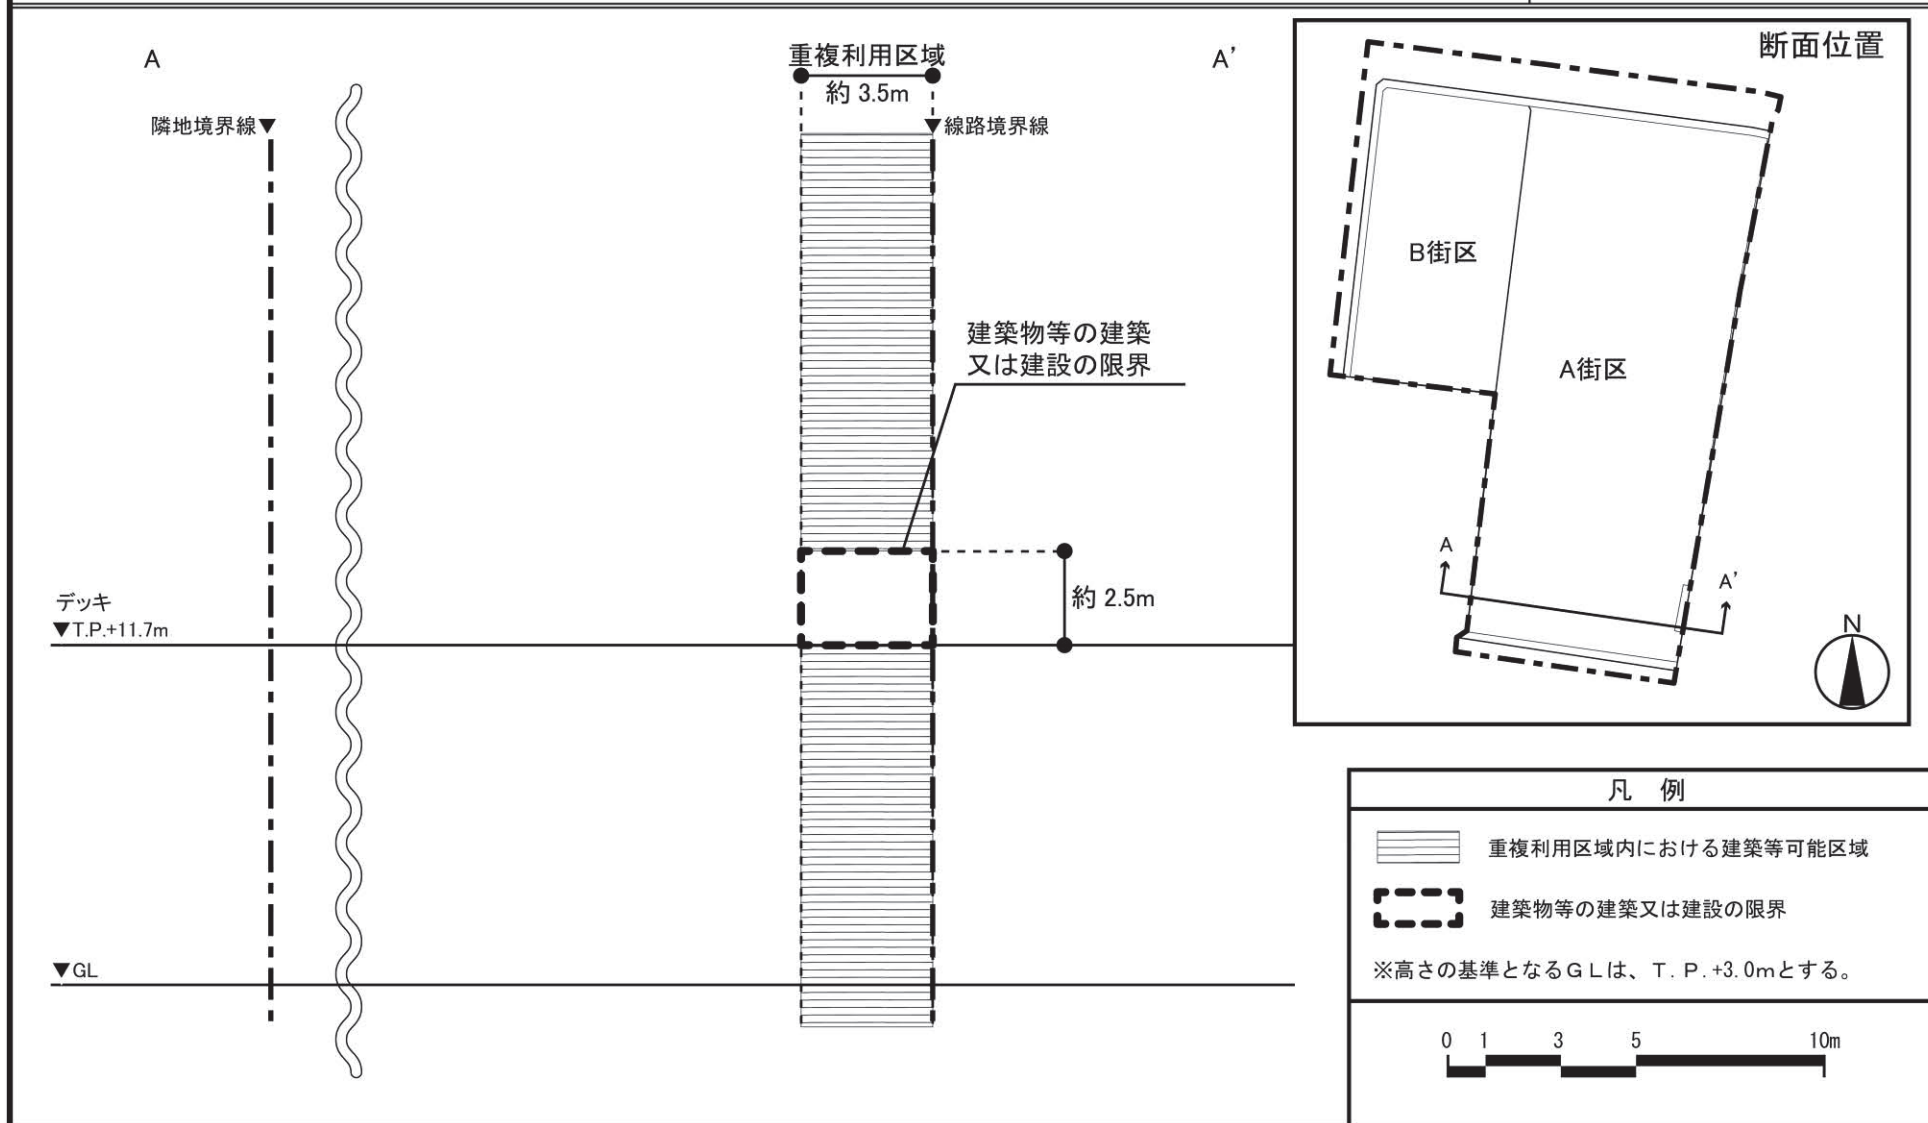 A
重複利用区域
A'
約 3.5m
隣地境界線▼
▼線路境界線
建築物等の建築
又は建設の限界
デッキ
▼T.P.+11.7m
約 2.5m
▼GL
断面位置
B街区
A街区
A
A'
N
凡 例
重複利用区域内における建築等可能区域
建築物等の建築又は建設の限界
※高さの基準となるGLは、T.P.+3.0mとする。
0 1 3 5 10m